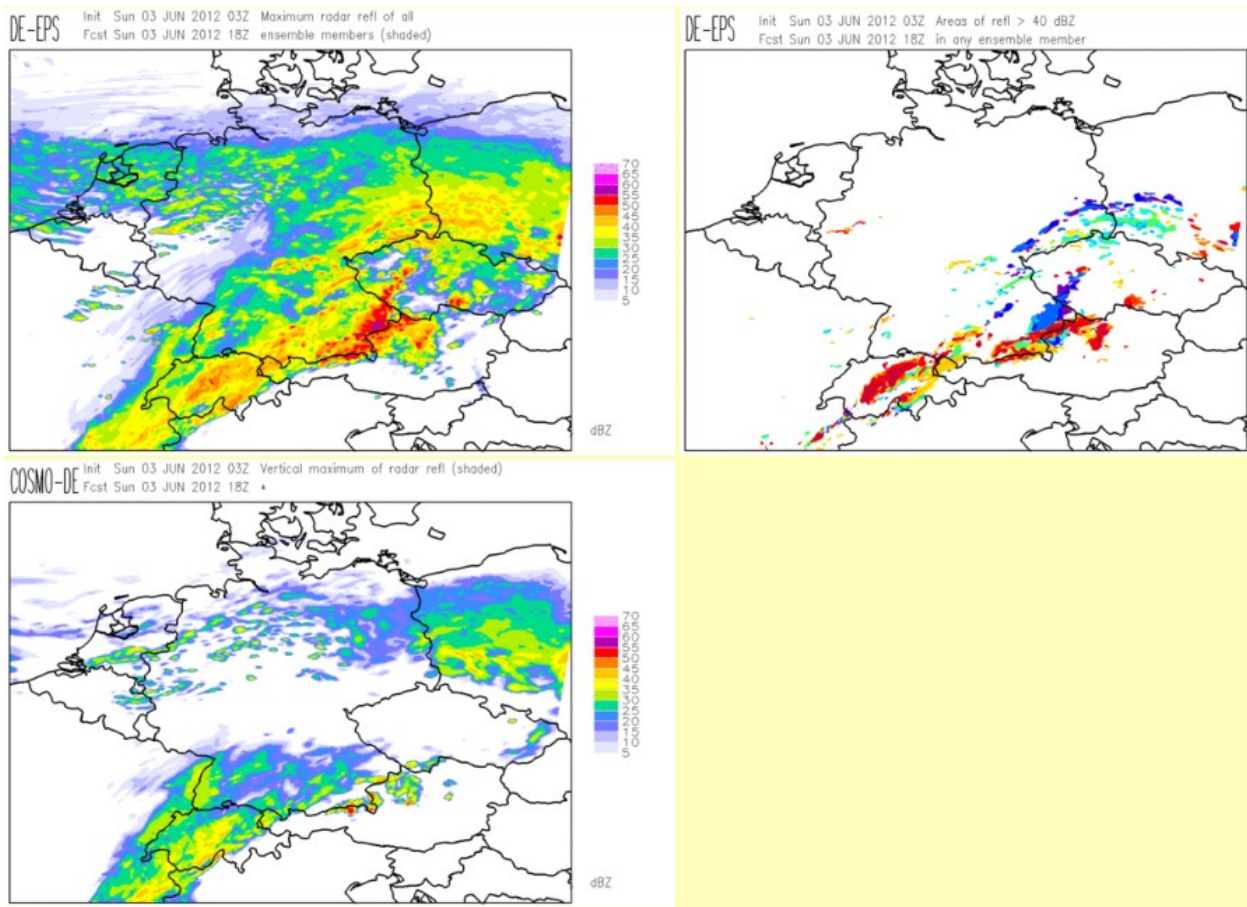 DE-EPS
Init Sun 03 JUN 2012 03Z Maximum radar refl of all
Fcst Sun 03 JUN 2012 18Z ensemble members (shaded)
70
65
60
55
50
45
40
35
30
25
20
15
10
5
dBZ
DE-EPS
Init Sun 03 JUN 2012 03Z Areas of refl > 40 dBZ
Fcst Sun 03 JUN 2012 18Z in any ensemble member
COSMO-DE
Init Sun 03 JUN 2012 03Z Vertical maximum of radar refl (shaded)
Fcst Sun 03 JUN 2012 18Z
70
65
60
55
50
45
40
35
30
25
20
15
10
5
dBZ